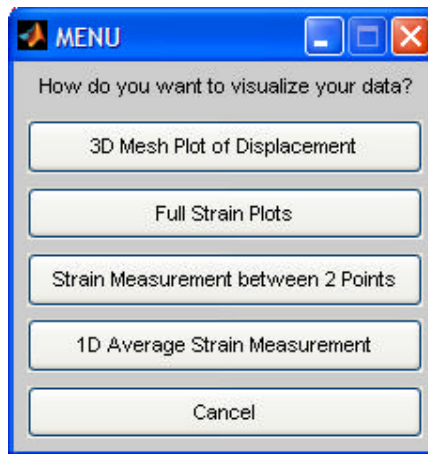 MENU
How do you want to visualize your data?
3D Mesh Plot of Displacement
Full Strain Plots
Strain Measurement between 2 Points
1D Average Strain Measurement
Cancel